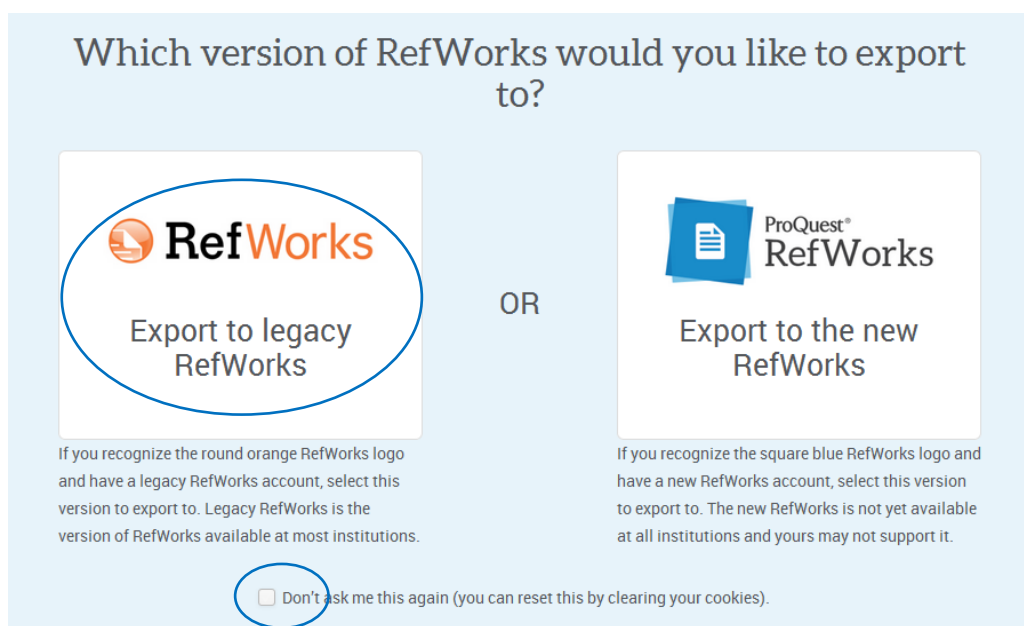 Which version of RefWorks would you like to export
to?
RefWorks
Export to legacy
RefWorks
OR
ProQuest®
RefWorks
Export to the new
RefWorks
If you recognize the round orange RefWorks logo
and have a legacy RefWorks account, select this
version to export to. Legacy RefWorks is the
version of RefWorks available at most institutions.
If you recognize the square blue RefWorks logo and
have a new RefWorks account, select this version
to export to. The new RefWorks is not yet available
at all institutions and yours may not support it.
Don't ask me this again (you can reset this by clearing your cookies).